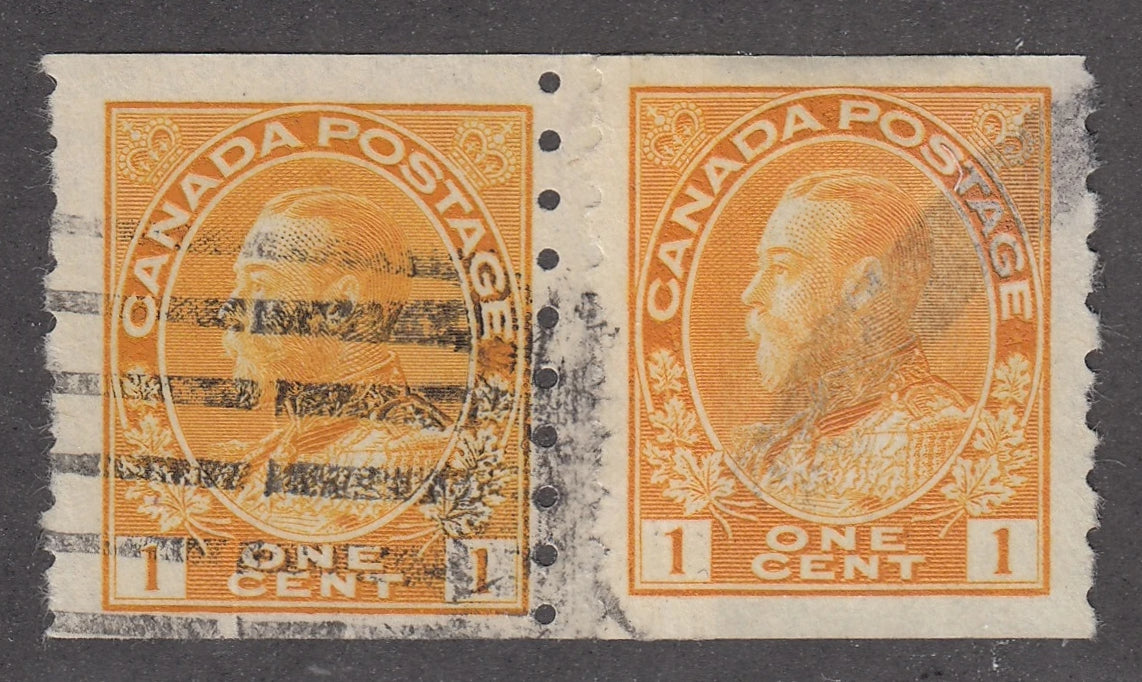 CANADA POSTAGE
1 ONE CENT 1
CANADA POSTAGE
1 ONE CENT 1